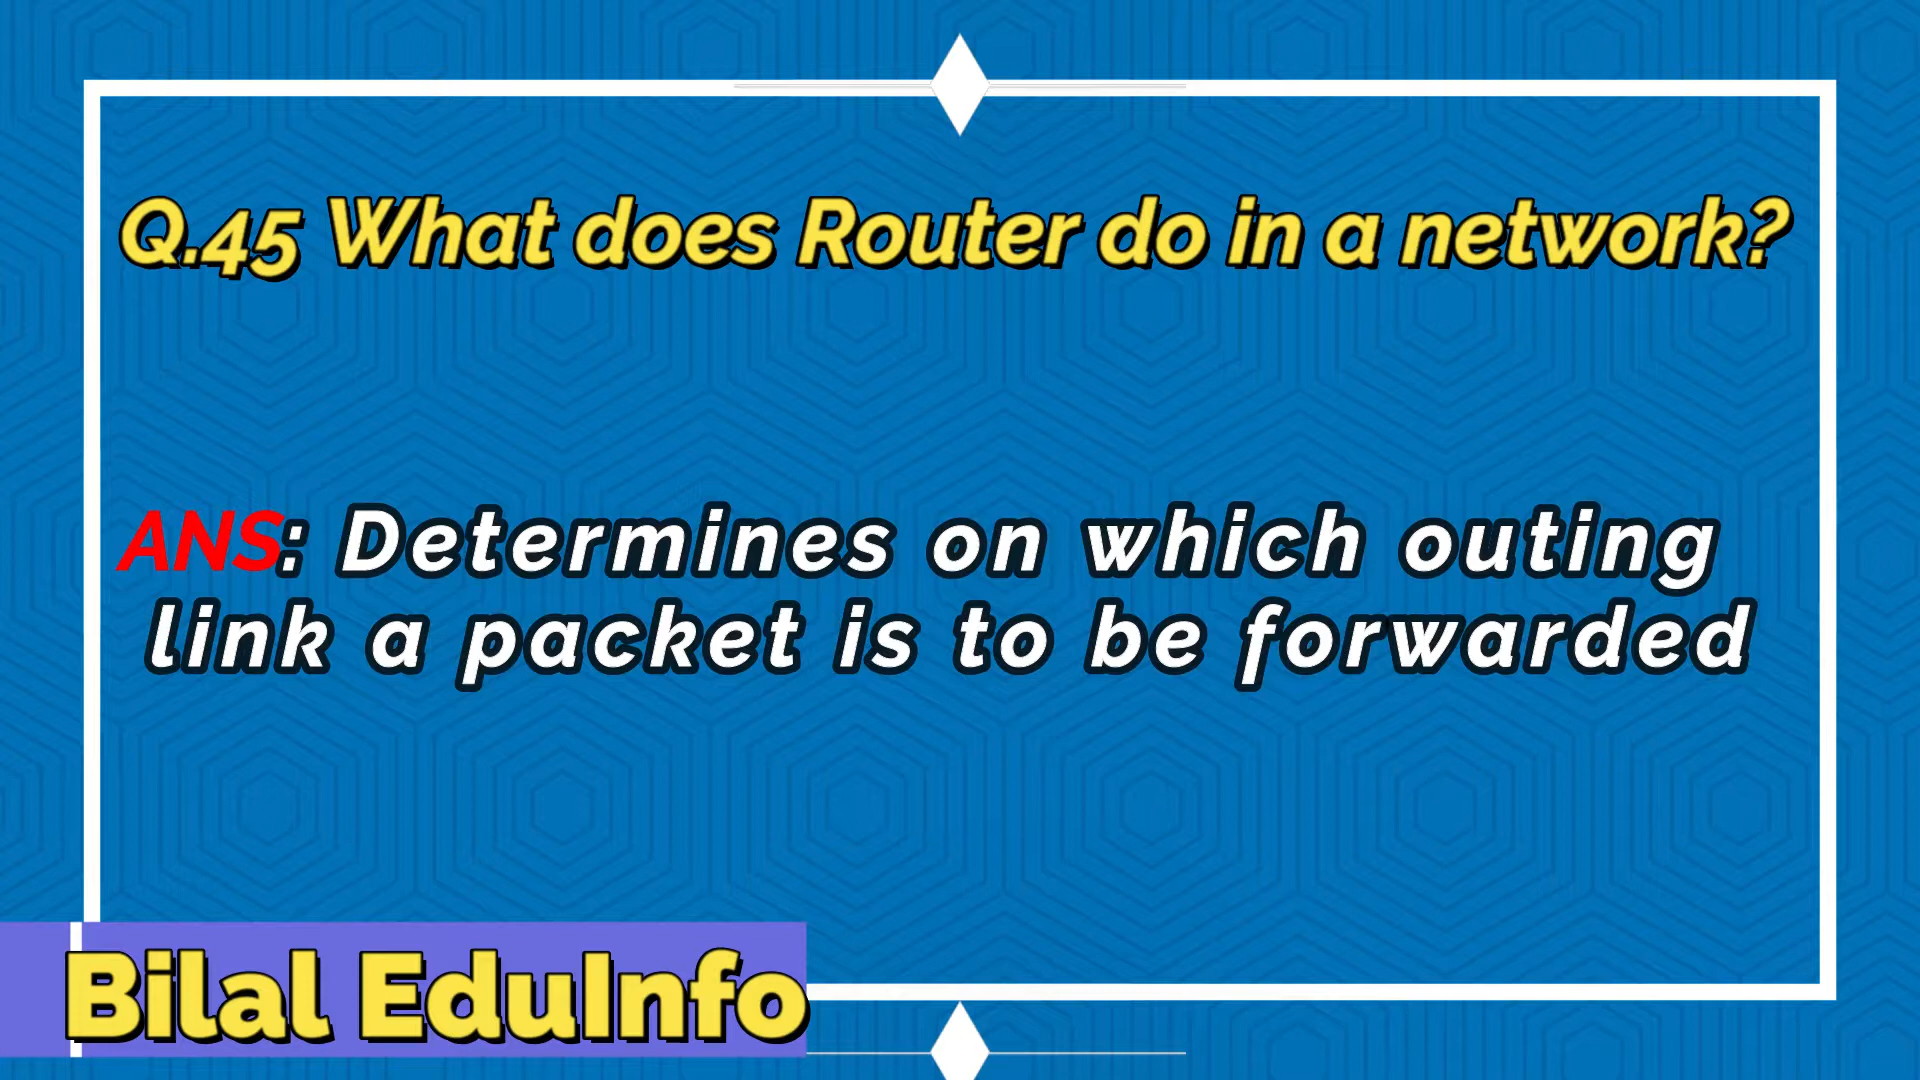 Q.45 What does Router do in a network?
ANS: Determines on which outing
link a packet is to be forwarded
Bilal EduInfo